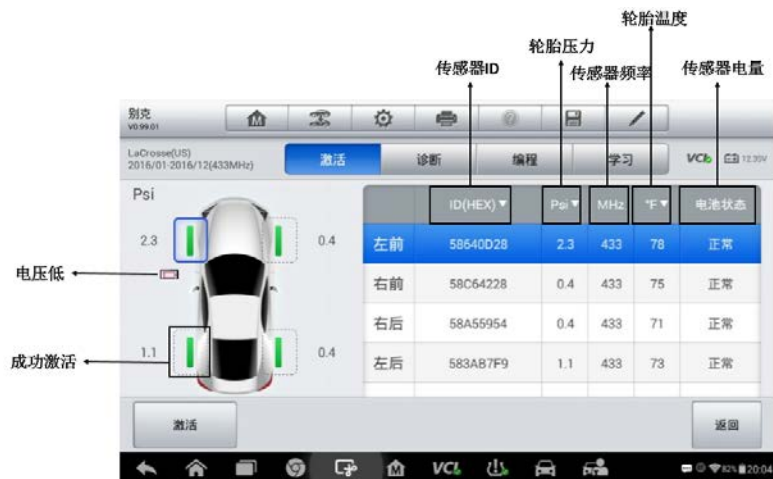 轮胎温度
轮胎压力
传感器ID
传感器频率
传感器电量
别克
V0.99.01
LaCrosse(US)
2016/01-2016/12(433MHz)
激活
诊断
编程
学习
VCI
12.35V
Psi
ID(HEX)
Psi
MHz
°F
电池状态
2.3
0.4
左前
58640D28
2.3
433
78
正常
电压低
右前
58C64228
0.4
433
75
正常
右后
58A55954
0.4
433
71
正常
成功激活
1.1
0.4
左后
583AB7F9
1.1
433
73
正常
激活
返回
VCI
82%
20:04